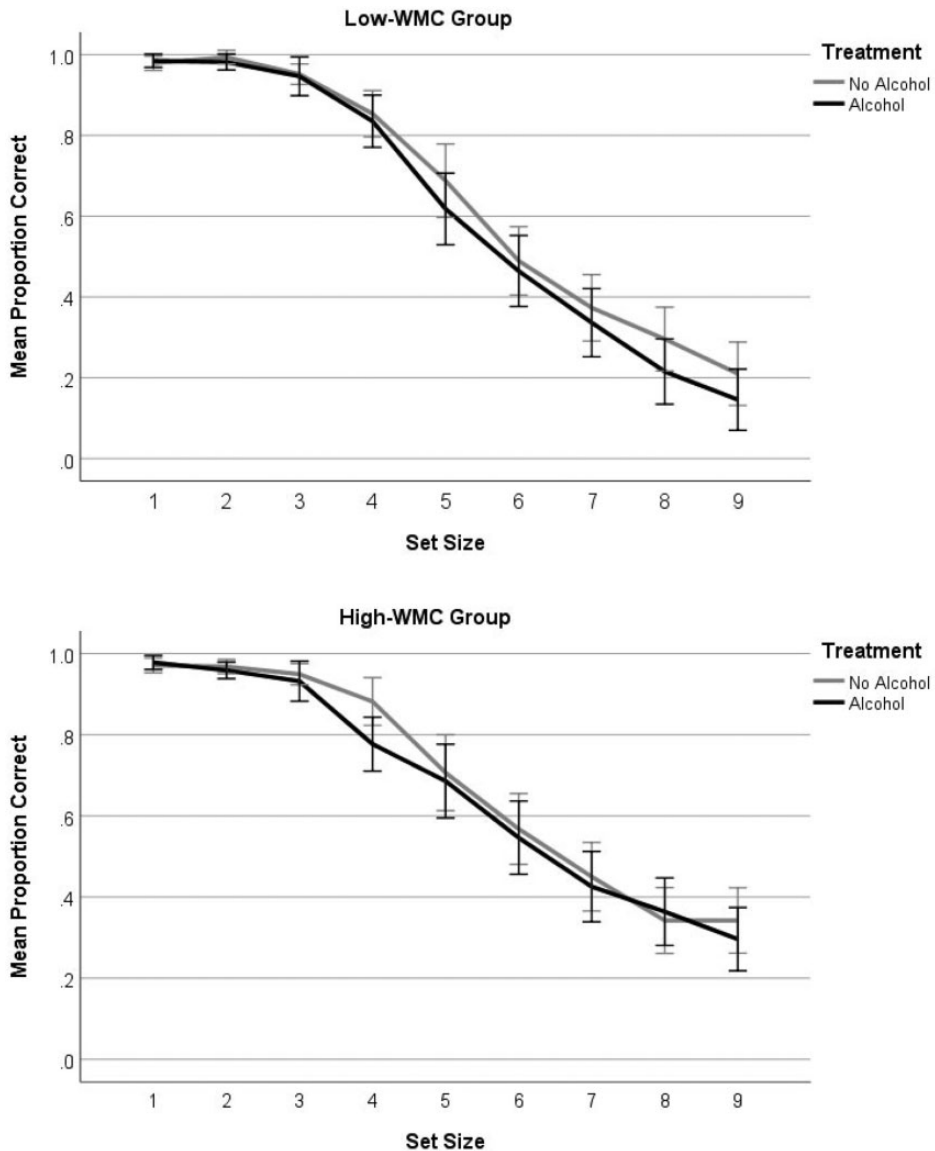 Low-WMC Group
Treatment
No Alcohol
Alcohol
Mean Proportion Correct
1.0
.8
.6
.4
.2
.0
1 2 3 4 5 6 7 8 9
Set Size
High-WMC Group
Treatment
No Alcohol
Alcohol
Mean Proportion Correct
1.0
.8
.6
.4
.2
.0
1 2 3 4 5 6 7 8 9
Set Size